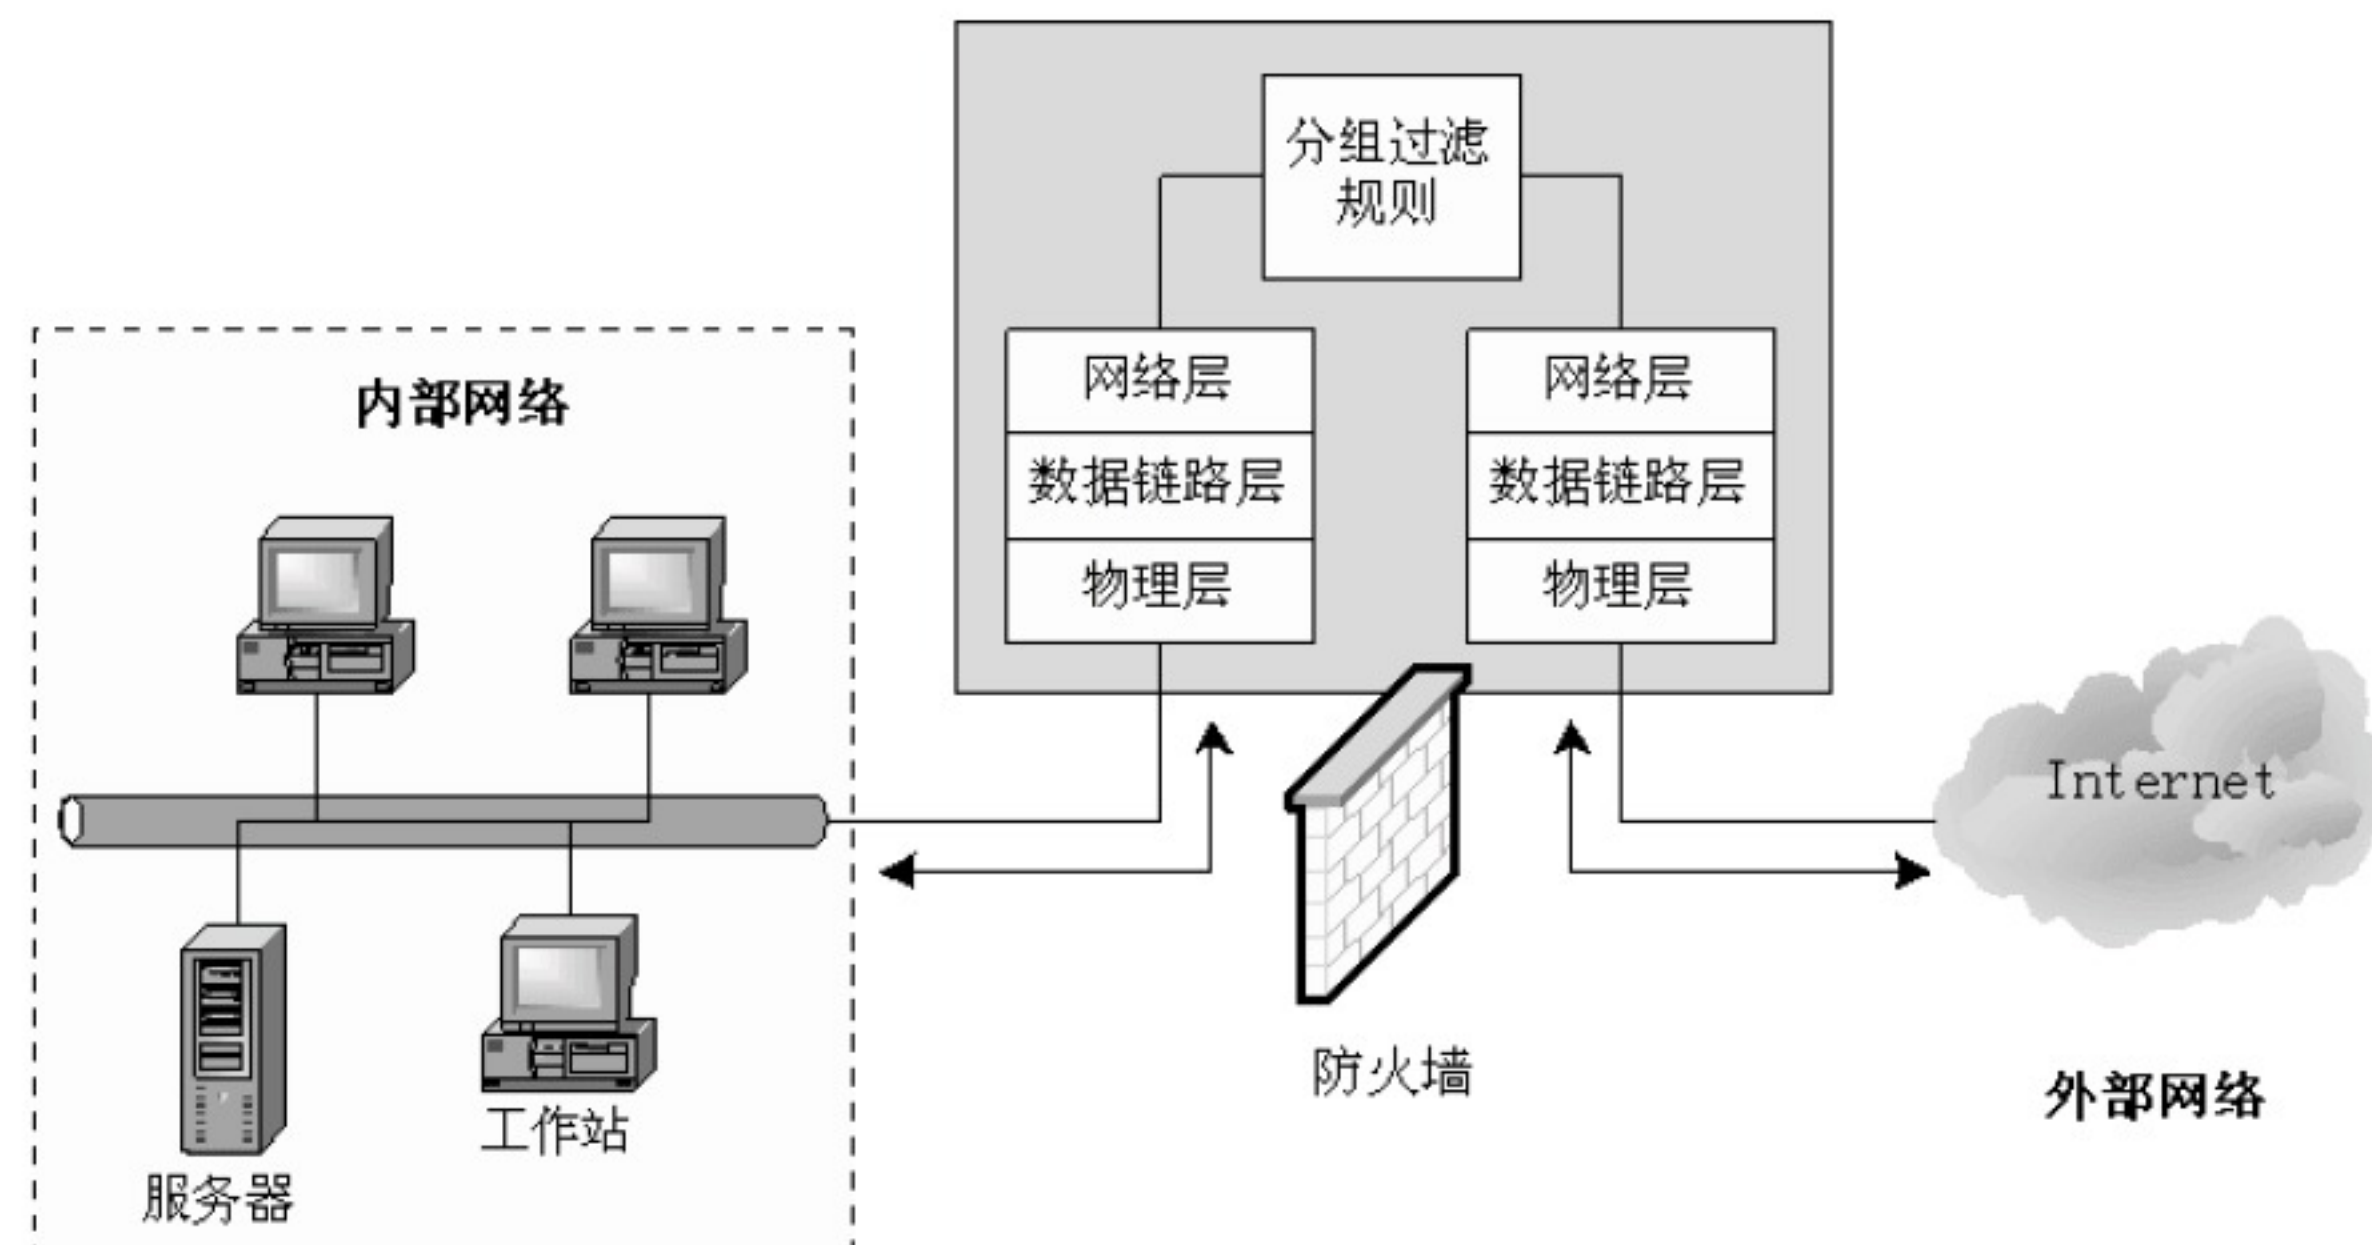 分组过滤
规则
网络层
网络层
数据链路层
数据链路层
物理层
物理层
内部网络
Internet
防火墙
外部网络
工作站
服务器